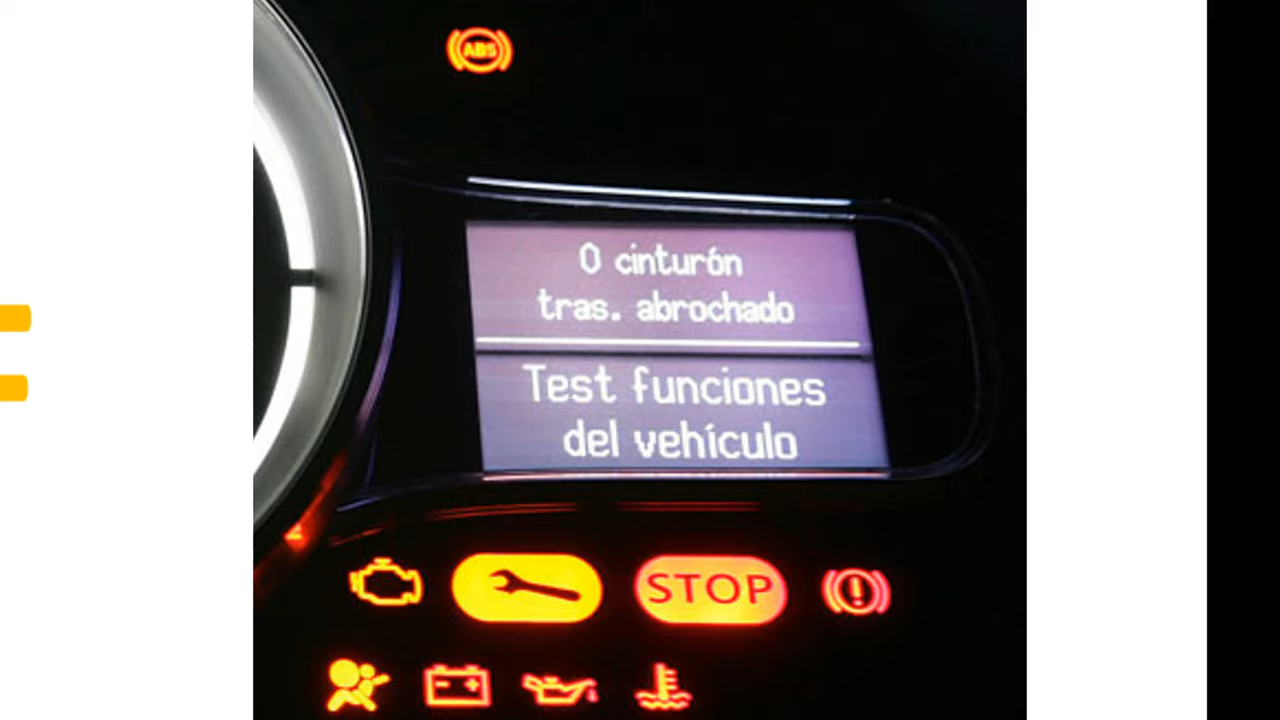 ABS
0 cinturón
tras. abrochado
Test funciones
del vehículo
STOP